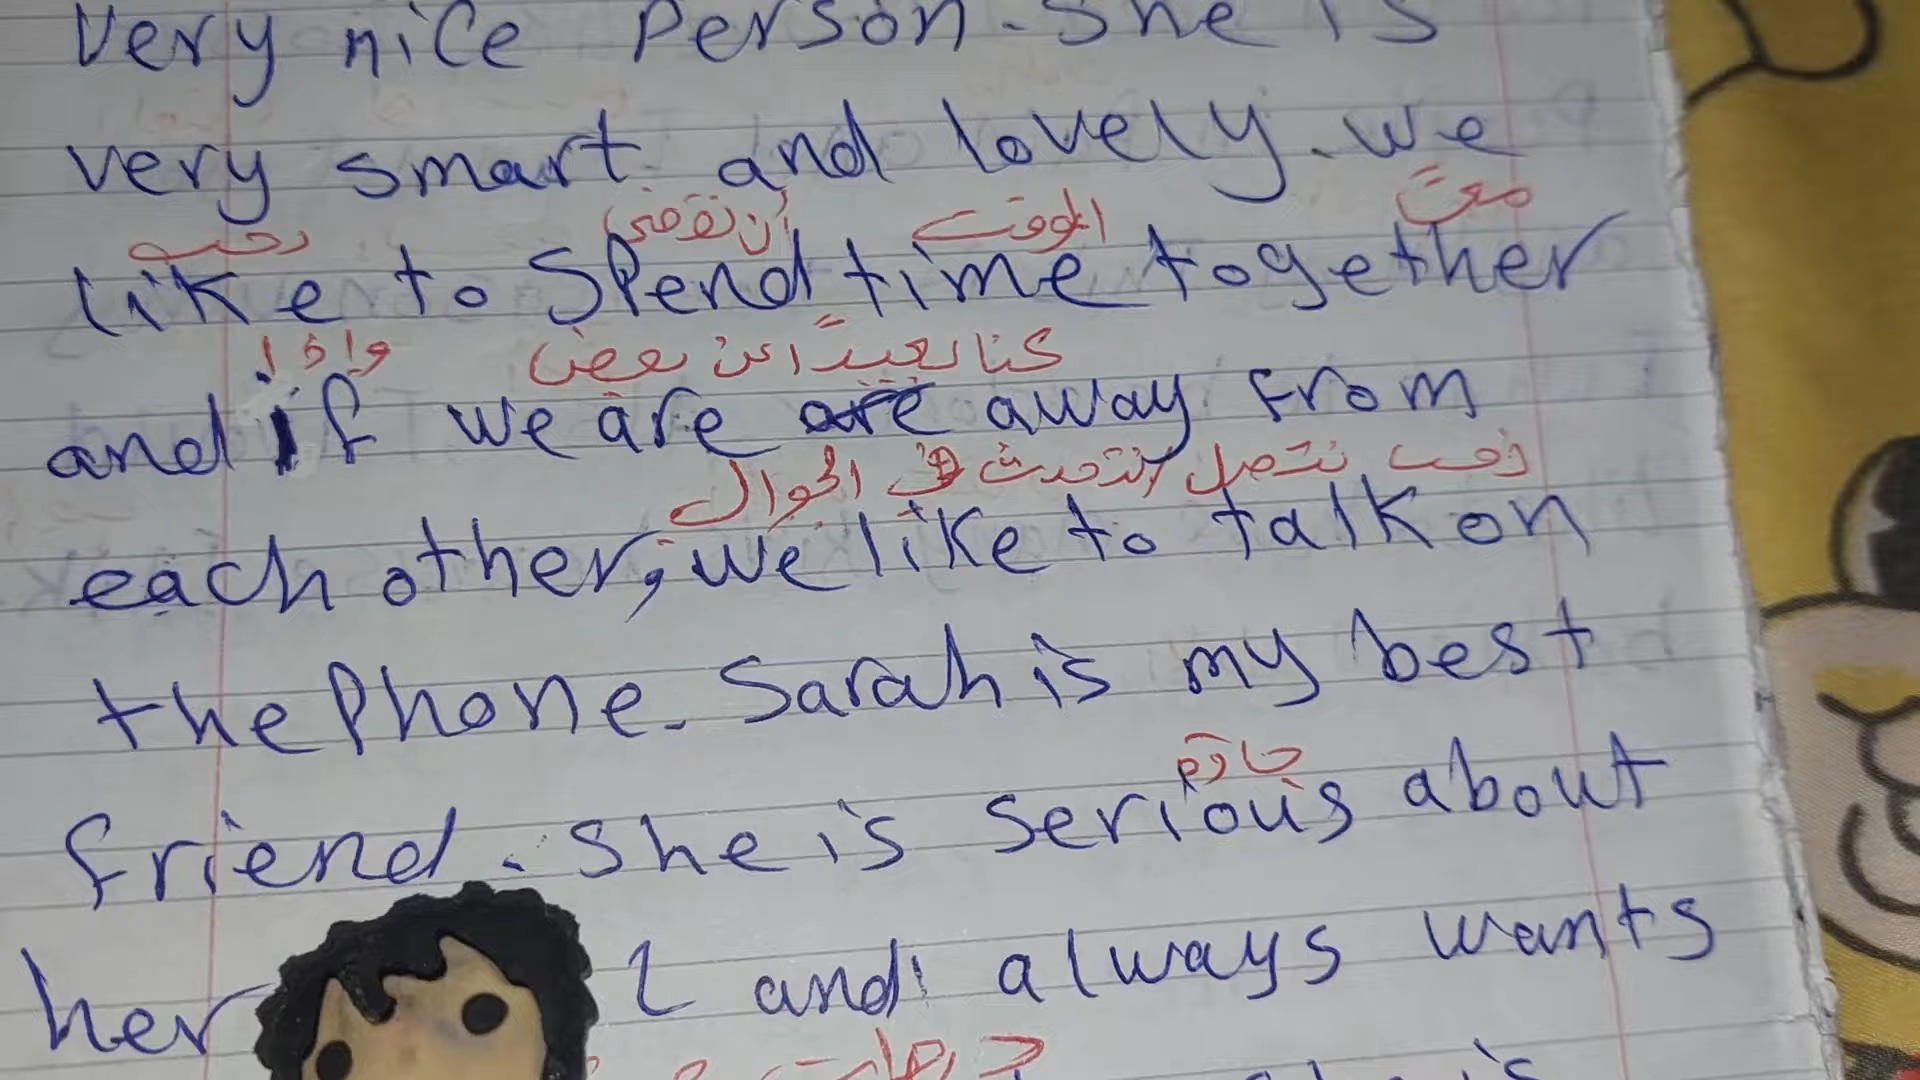 very nice Person. She is
very smart and lovely. we
نحب أن نقضي الوقت معا
like to Spend time together
وإذا كنا بعيدا عن بعض
and if we are are away from
نحب نتصل نتحدث في الجوال
each other, we like to talk on
the Phone. Sarah is my best
friend. She is serious about
her and always wants